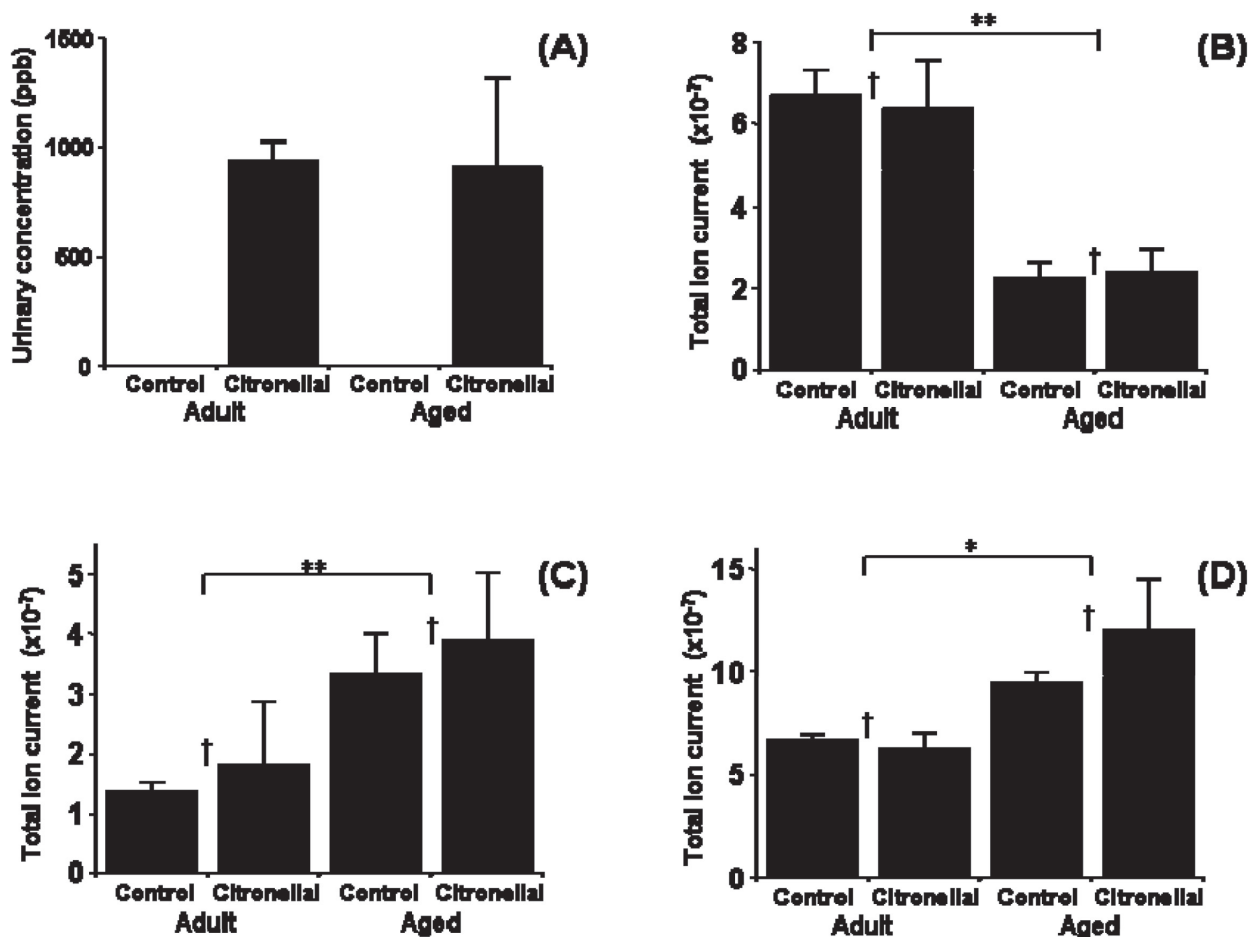 (A)
Urinary concentration (ppb)
1500
1000
500
0
Control Citronellal Control Citronellal
Adult Aged
(B)
**
Total ion current (x10⁻⁷)
8
6
4
2
0
†
†
Control Citronellal Control Citronellal
Adult Aged
(C)
**
Total ion current (x10⁻⁷)
5
4
3
2
1
0
†
†
Control Citronellal Control Citronellal
Adult Aged
(D)
*
Total ion current (x10⁻⁷)
15
10
5
0
†
†
Control Citronellal Control Citronellal
Adult Aged